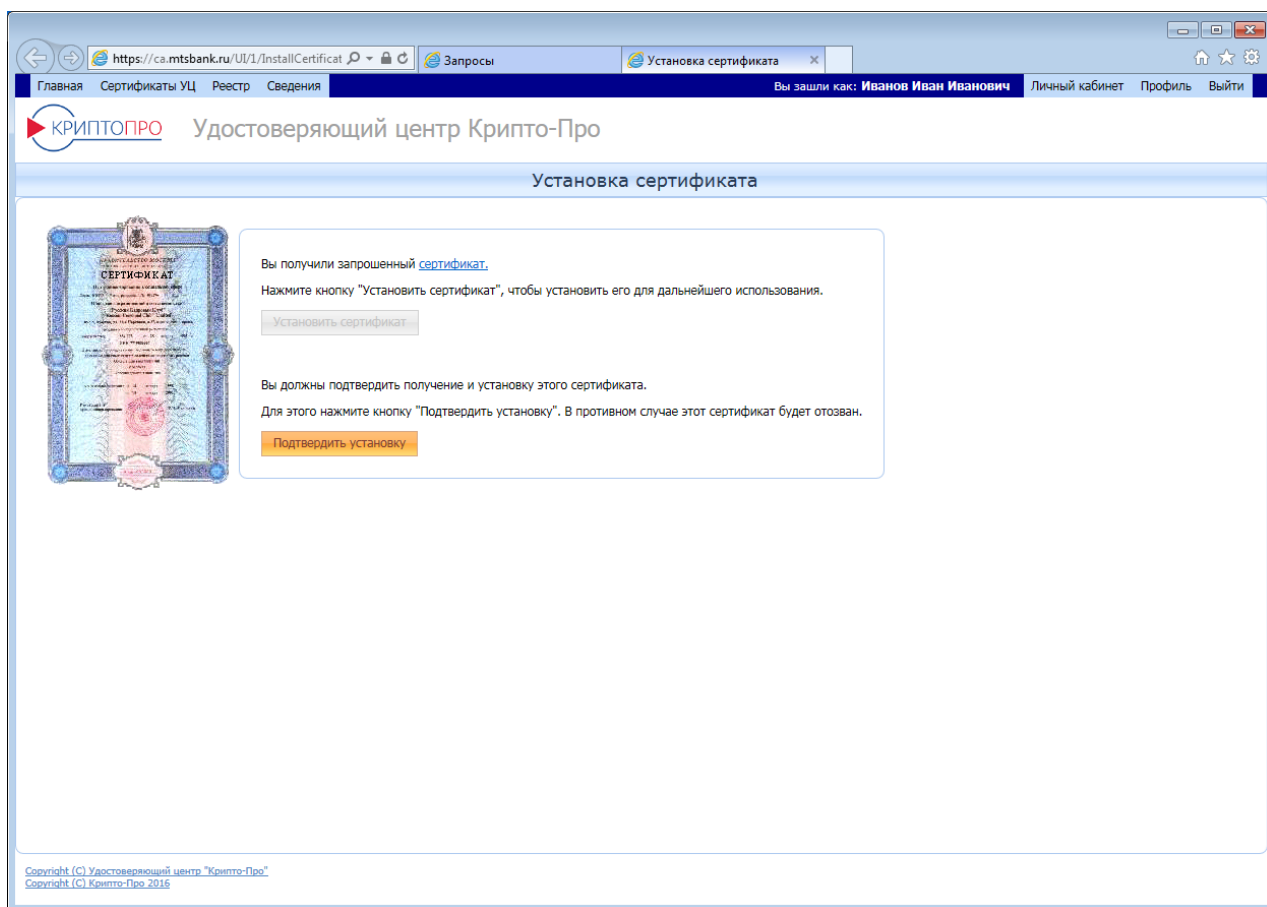 https://ca.mtsbank.ru/UI/1/InstallCertificat
Запросы
Установка сертификата
Главная Сертификаты УЦ Реестр Сведения Вы зашли как: Иванов Иван Иванович Личный кабинет Профиль Выйти
КРИПТОПРО Удостоверяющий центр Крипто-Про
Установка сертификата
СЕРТИФИКАТ
Вы получили запрошенный сертификат.
Нажмите кнопку "Установить сертификат", чтобы установить его для дальнейшего использования.
Установить сертификат
Вы должны подтвердить получение и установку этого сертификата.
Для этого нажмите кнопку "Подтвердить установку". В противном случае этот сертификат будет отозван.
Подтвердить установку
Copyright (C) Удостоверяющий центр "Крипто-Про"
Copyright (C) Крипто-Про 2016